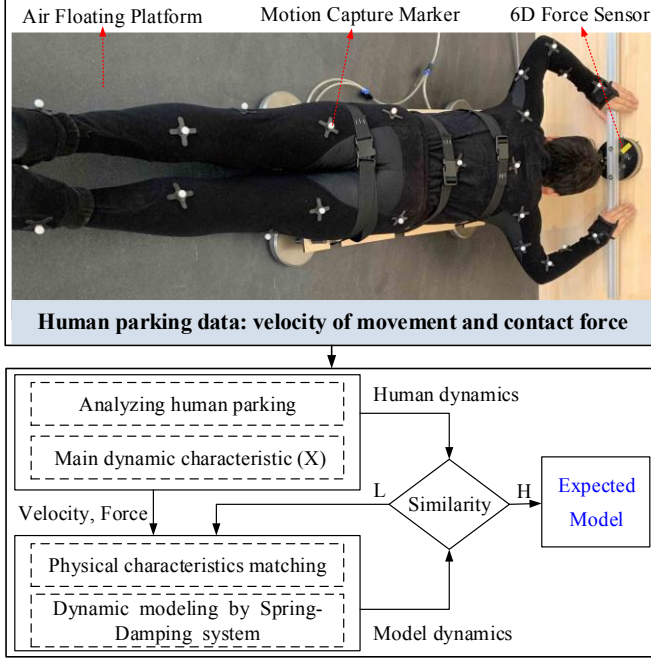 Air Floating Platform
Motion Capture Marker
6D Force Sensor
Human parking data: velocity of movement and contact force
Analyzing human parking
Human dynamics
Main dynamic characteristic (X)
L
H
Similarity
Expected
Model
Velocity, Force
Physical characteristics matching
Dynamic modeling by Spring-
Damping system
Model dynamics